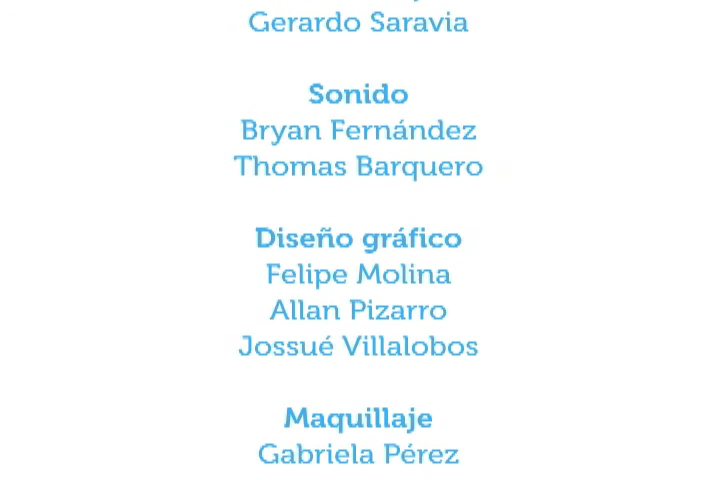 Gerardo Saravia
Sonido
Bryan Fernández
Thomas Barquero
Diseño gráfico
Felipe Molina
Allan Pizarro
Jossué Villalobos
Maquillaje
Gabriela Pérez